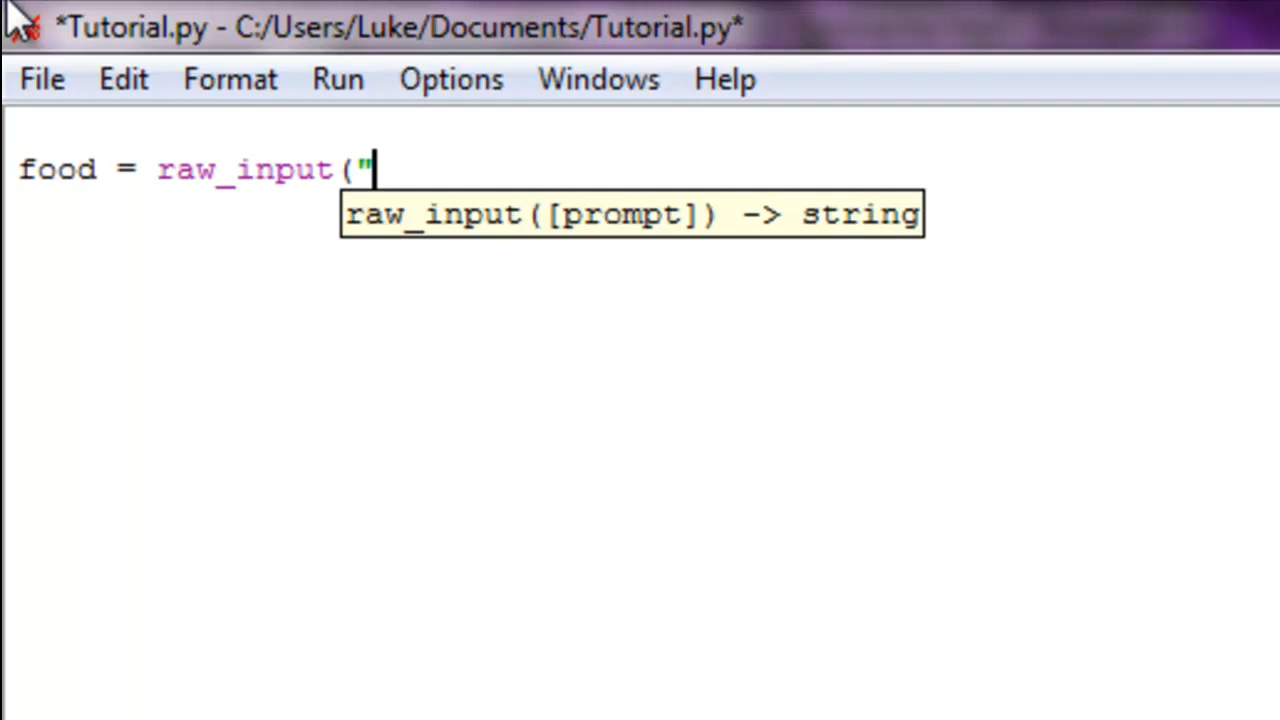 *Tutorial.py - C:/Users/Luke/Documents/Tutorial.py*
File Edit Format Run Options Windows Help
food = raw_input("
raw_input([prompt]) -> string